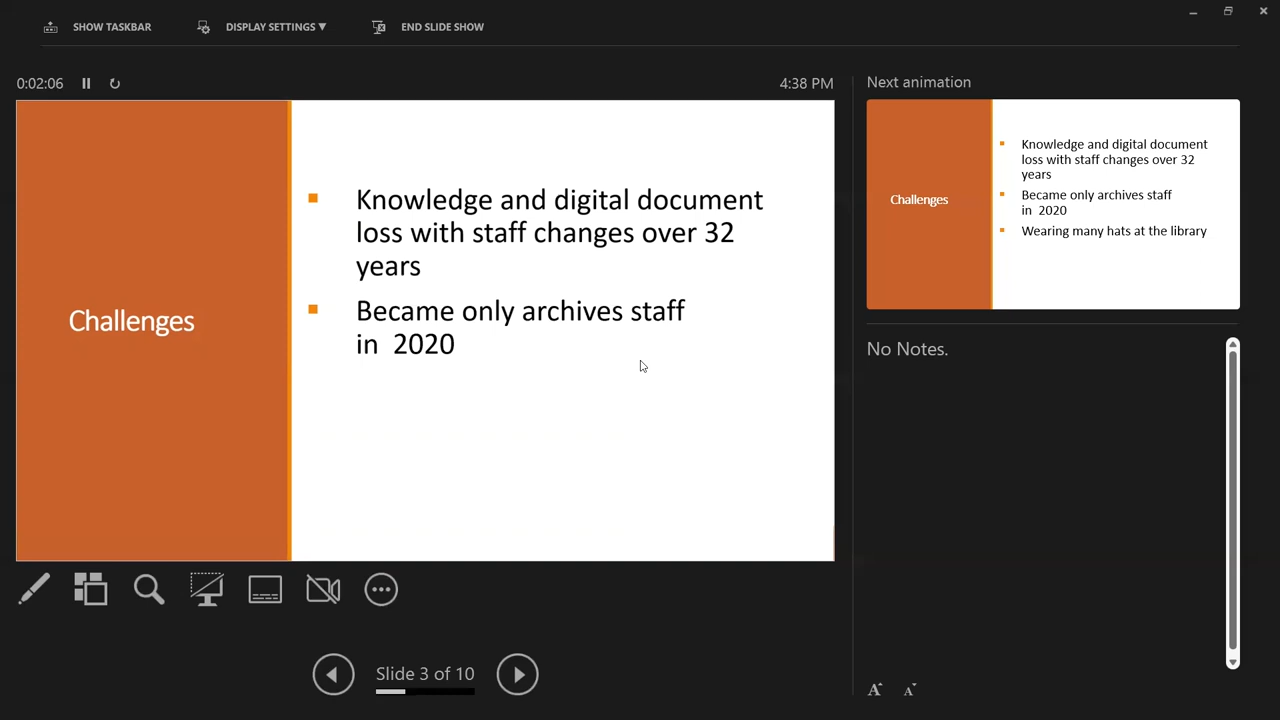 SHOW TASKBAR
DISPLAY SETTINGS ▼
END SLIDE SHOW
0:02:06
4:38 PM
Challenges
Knowledge and digital document
loss with staff changes over 32
years
Became only archives staff
in  2020
Slide 3 of 10
Next animation
Challenges
Knowledge and digital document
loss with staff changes over 32
years
Became only archives staff
in  2020
Wearing many hats at the library
No Notes.
A A